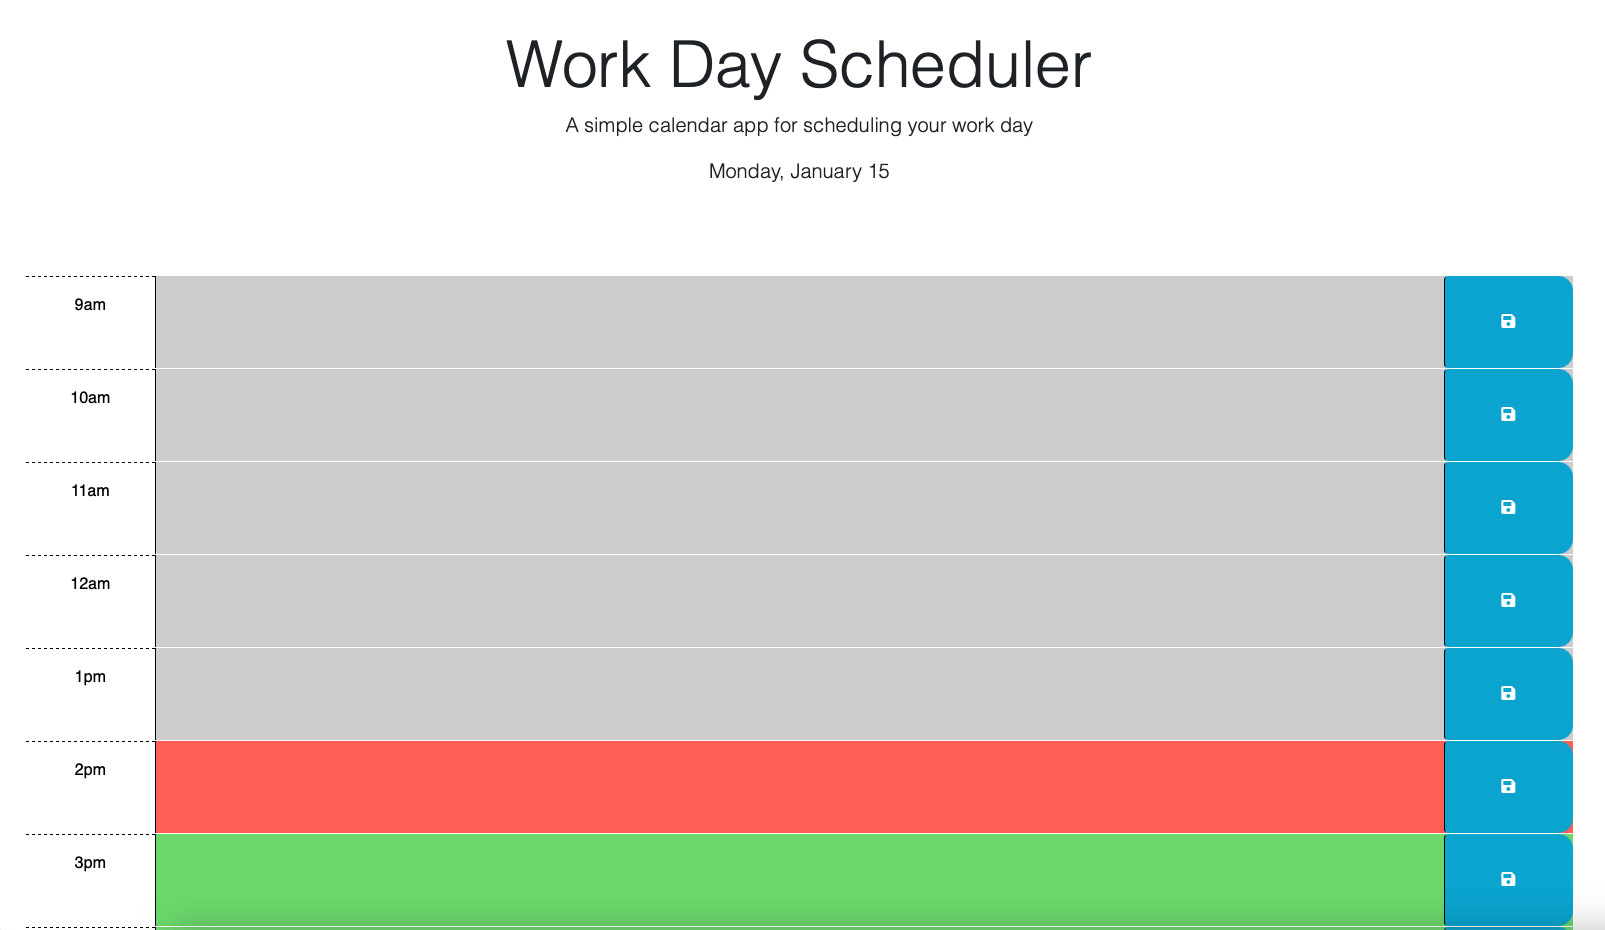 Work Day Scheduler
A simple calendar app for scheduling your work day
Monday, January 15
9am
10am
11am
12am
1pm
2pm
3pm